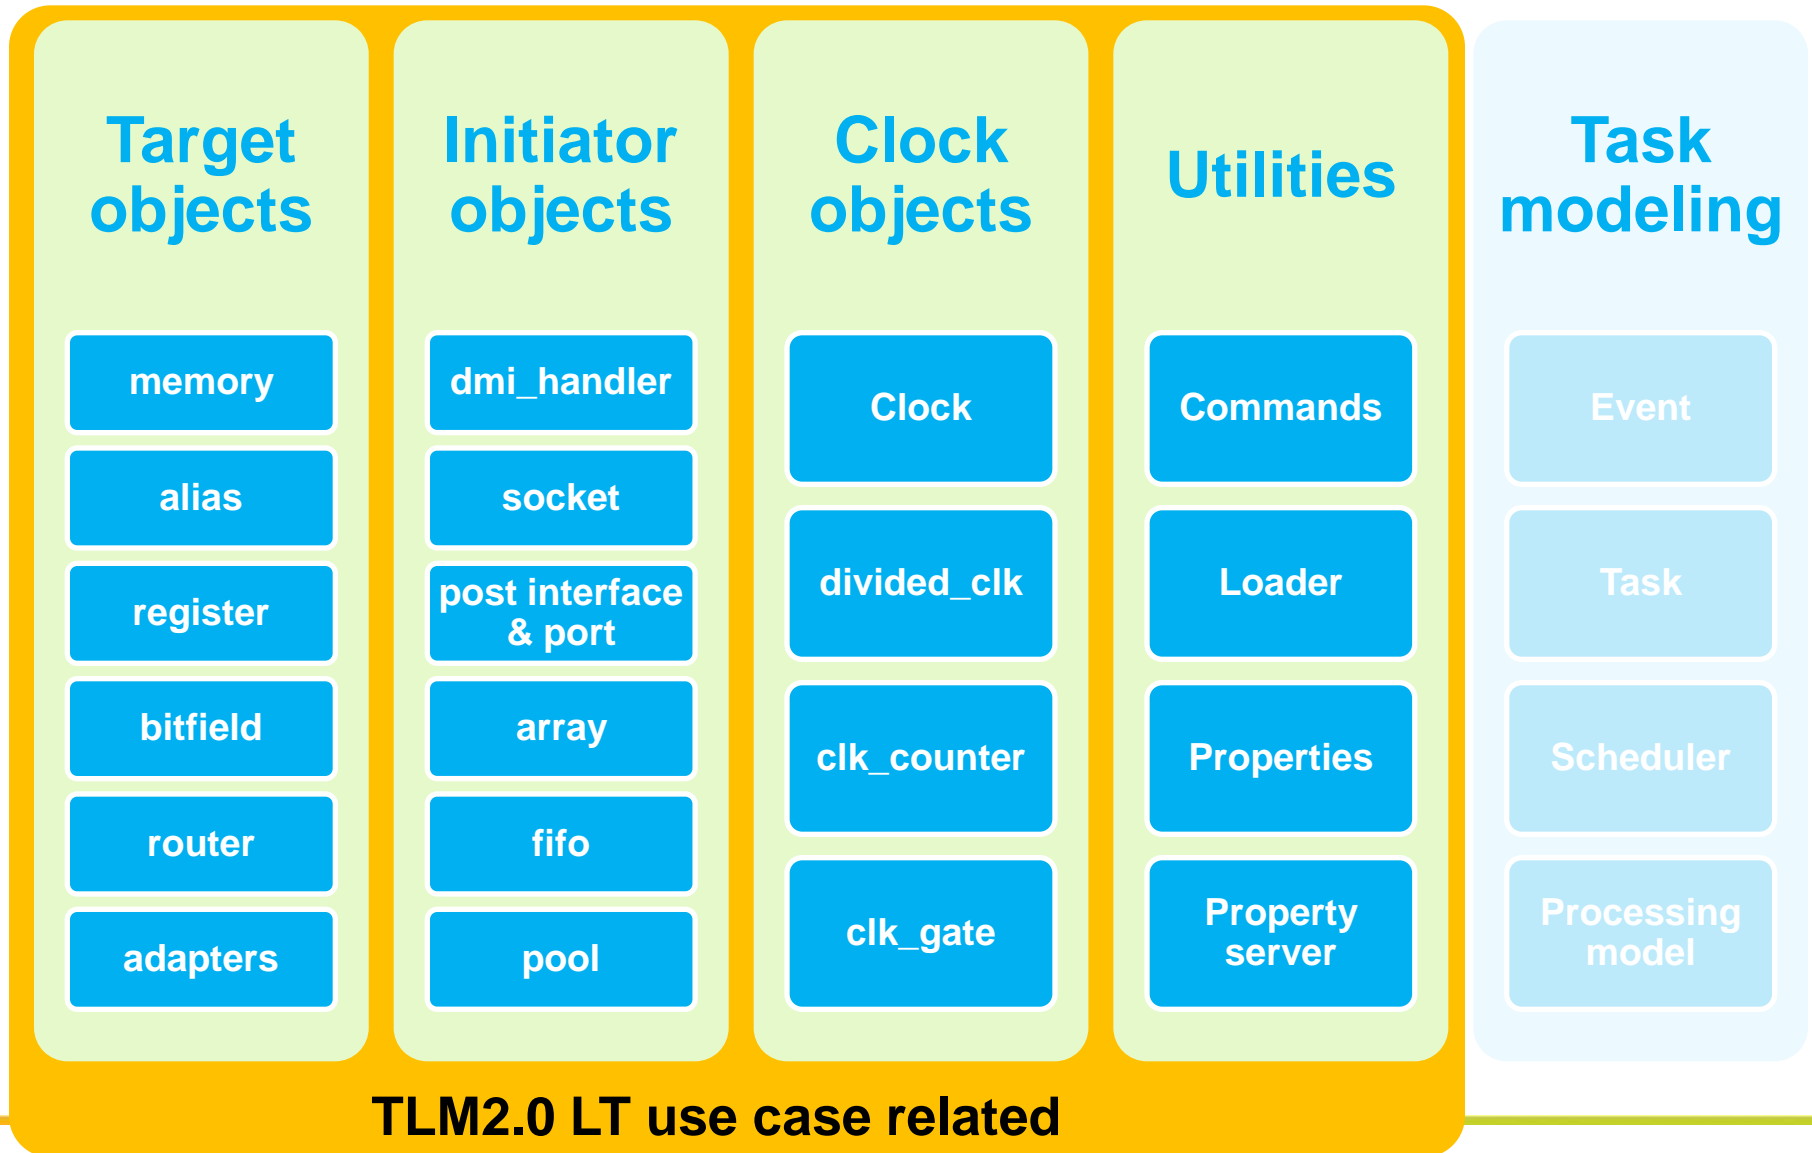 Target
objects
memory
alias
register
bitfield
router
adapters
Initiator
objects
dmi_handler
socket
post interface
& port
array
fifo
pool
Clock
objects
Clock
divided_clk
clk_counter
clk_gate
Utilities
Commands
Loader
Properties
Property
server
Task
modeling
Event
Task
Scheduler
Processing
model
TLM2.0 LT use case related